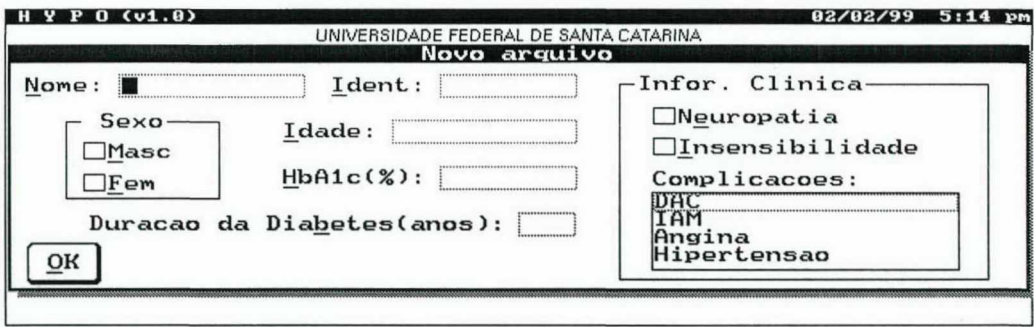 H Y P O (v1.0) 02/02/99 5:14 pm
UNIVERSIDADE FEDERAL DE SANTA CATARINA
Novo arquivo
Nome: Ident:
Sexo
Masc
Fem
Idade:
HbA1c(%):
Duracao da Diabetes(anos):
OK
Infor. Clinica
Neuropatia
Insensibilidade
Complicacoes:
DAC
IAM
Angina
Hipertensao